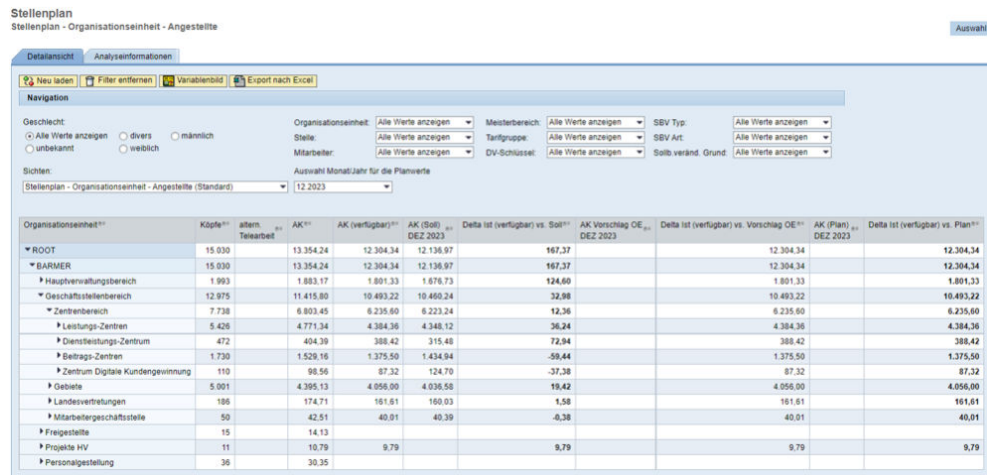 Stellenplan
Stellenplan - Organisationseinheit - Angestellte
Auswahl
Detailansicht Analyseinformationen
Neu laden Filter entfernen Variablenbild Export nach Excel
Navigation
Geschlecht: Organisationseinheit: Alle Werte anzeigen Meisterbereich: Alle Werte anzeigen SBV Typ: Alle Werte anzeigen
Alle Werte anzeigen divers männlich Stelle: Alle Werte anzeigen Tarifgruppe: Alle Werte anzeigen SBV Art: Alle Werte anzeigen
unbekannt weiblich Mitarbeiter: Alle Werte anzeigen DV-Schlüssel: Alle Werte anzeigen Sollb.veränd. Grund: Alle Werte anzeigen
Sichten: Auswahl Monat/Jahr für die Planwerte
Stellenplan - Organisationseinheit - Angestellte (Standard) 12.2023
Organisationseinheit Köpfe altern. AK AK (verfügbar) AK (Soll) Delta Ist (verfügbar) vs. Soll AK Vorschlag OE Delta Ist (verfügbar) vs. Vorschlag OE AK (Plan) Delta Ist (verfügbar) vs. Plan
Telearbeit DEZ 2023 DEZ 2023 DEZ 2023
ROOT 15.030 13.354,24 12.304,34 12.136,97 167,37 12.304,34 12.304,34
BARMER 15.030 13.354,24 12.304,34 12.136,97 167,37 12.304,34 12.304,34
Hauptverwaltungsbereich 1.993 1.883,17 1.801,33 1.676,73 124,60 1.801,33 1.801,33
Geschäftsstellenbereich 12.975 11.415,80 10.493,22 10.460,24 32,98 10.493,22 10.493,22
Zentrenbereich 7.738 6.803,45 6.235,60 6.223,24 12,36 6.235,60 6.235,60
Leistungs-Zentren 5.426 4.771,34 4.384,36 4.348,12 36,24 4.384,36 4.384,36
Dienstleistungs-Zentrum 472 404,39 388,42 315,48 72,94 388,42 388,42
Beitrags-Zentren 1.730 1.529,16 1.375,50 1.434,94 -59,44 1.375,50 1.375,50
Zentrum Digitale Kundengewinnung 110 98,56 87,32 124,70 -37,38 87,32 87,32
Gebiete 5.001 4.395,13 4.056,00 4.036,58 19,42 4.056,00 4.056,00
Landesvertretungen 186 174,71 161,61 160,03 1,58 161,61 161,61
Mitarbeitergeschäftsstelle 50 42,51 40,01 40,39 -0,38 40,01 40,01
Freigestellte 15 14,13
Projekte HV 11 10,79 9,79 9,79 9,79 9,79
Personalgestellung 36 30,35